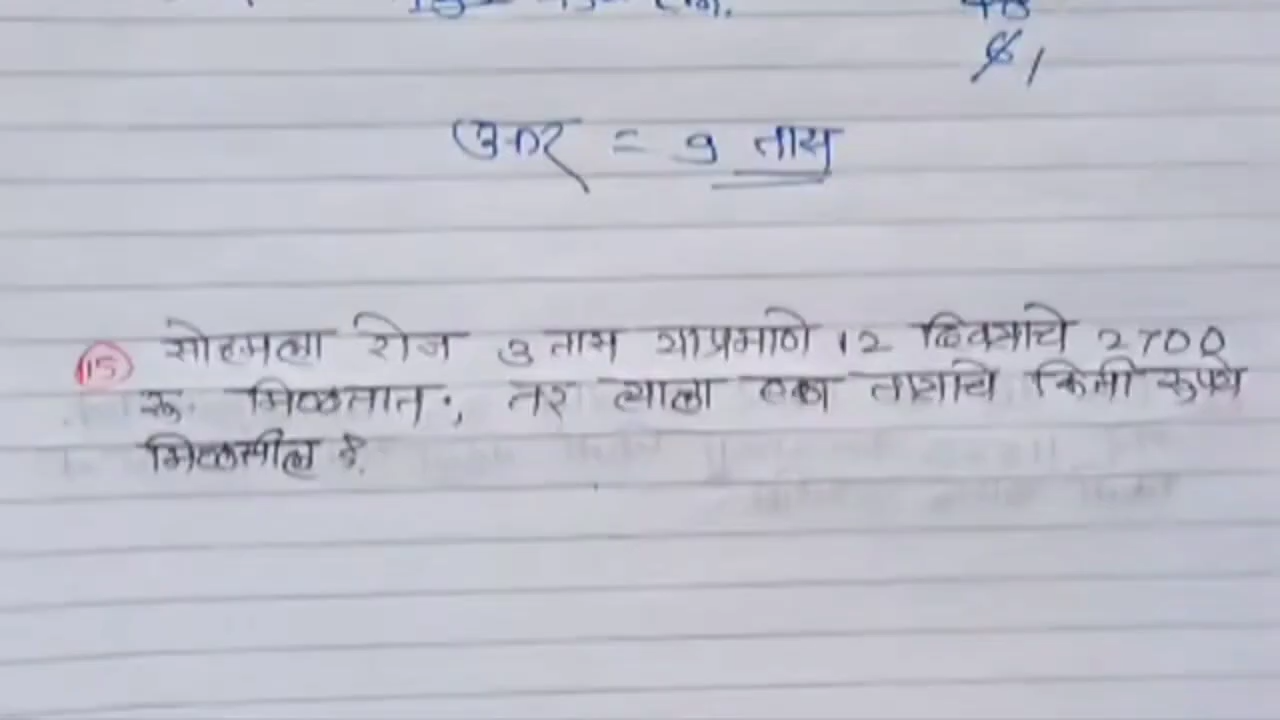 उत्तर = 9 तास
(15) सोहमला रोज 3 तास याप्रमाणे 12 दिवसाचे 2700
रू. मिळतात., तर त्याला एका तासाचे किती रुपये
मिळतील ?.